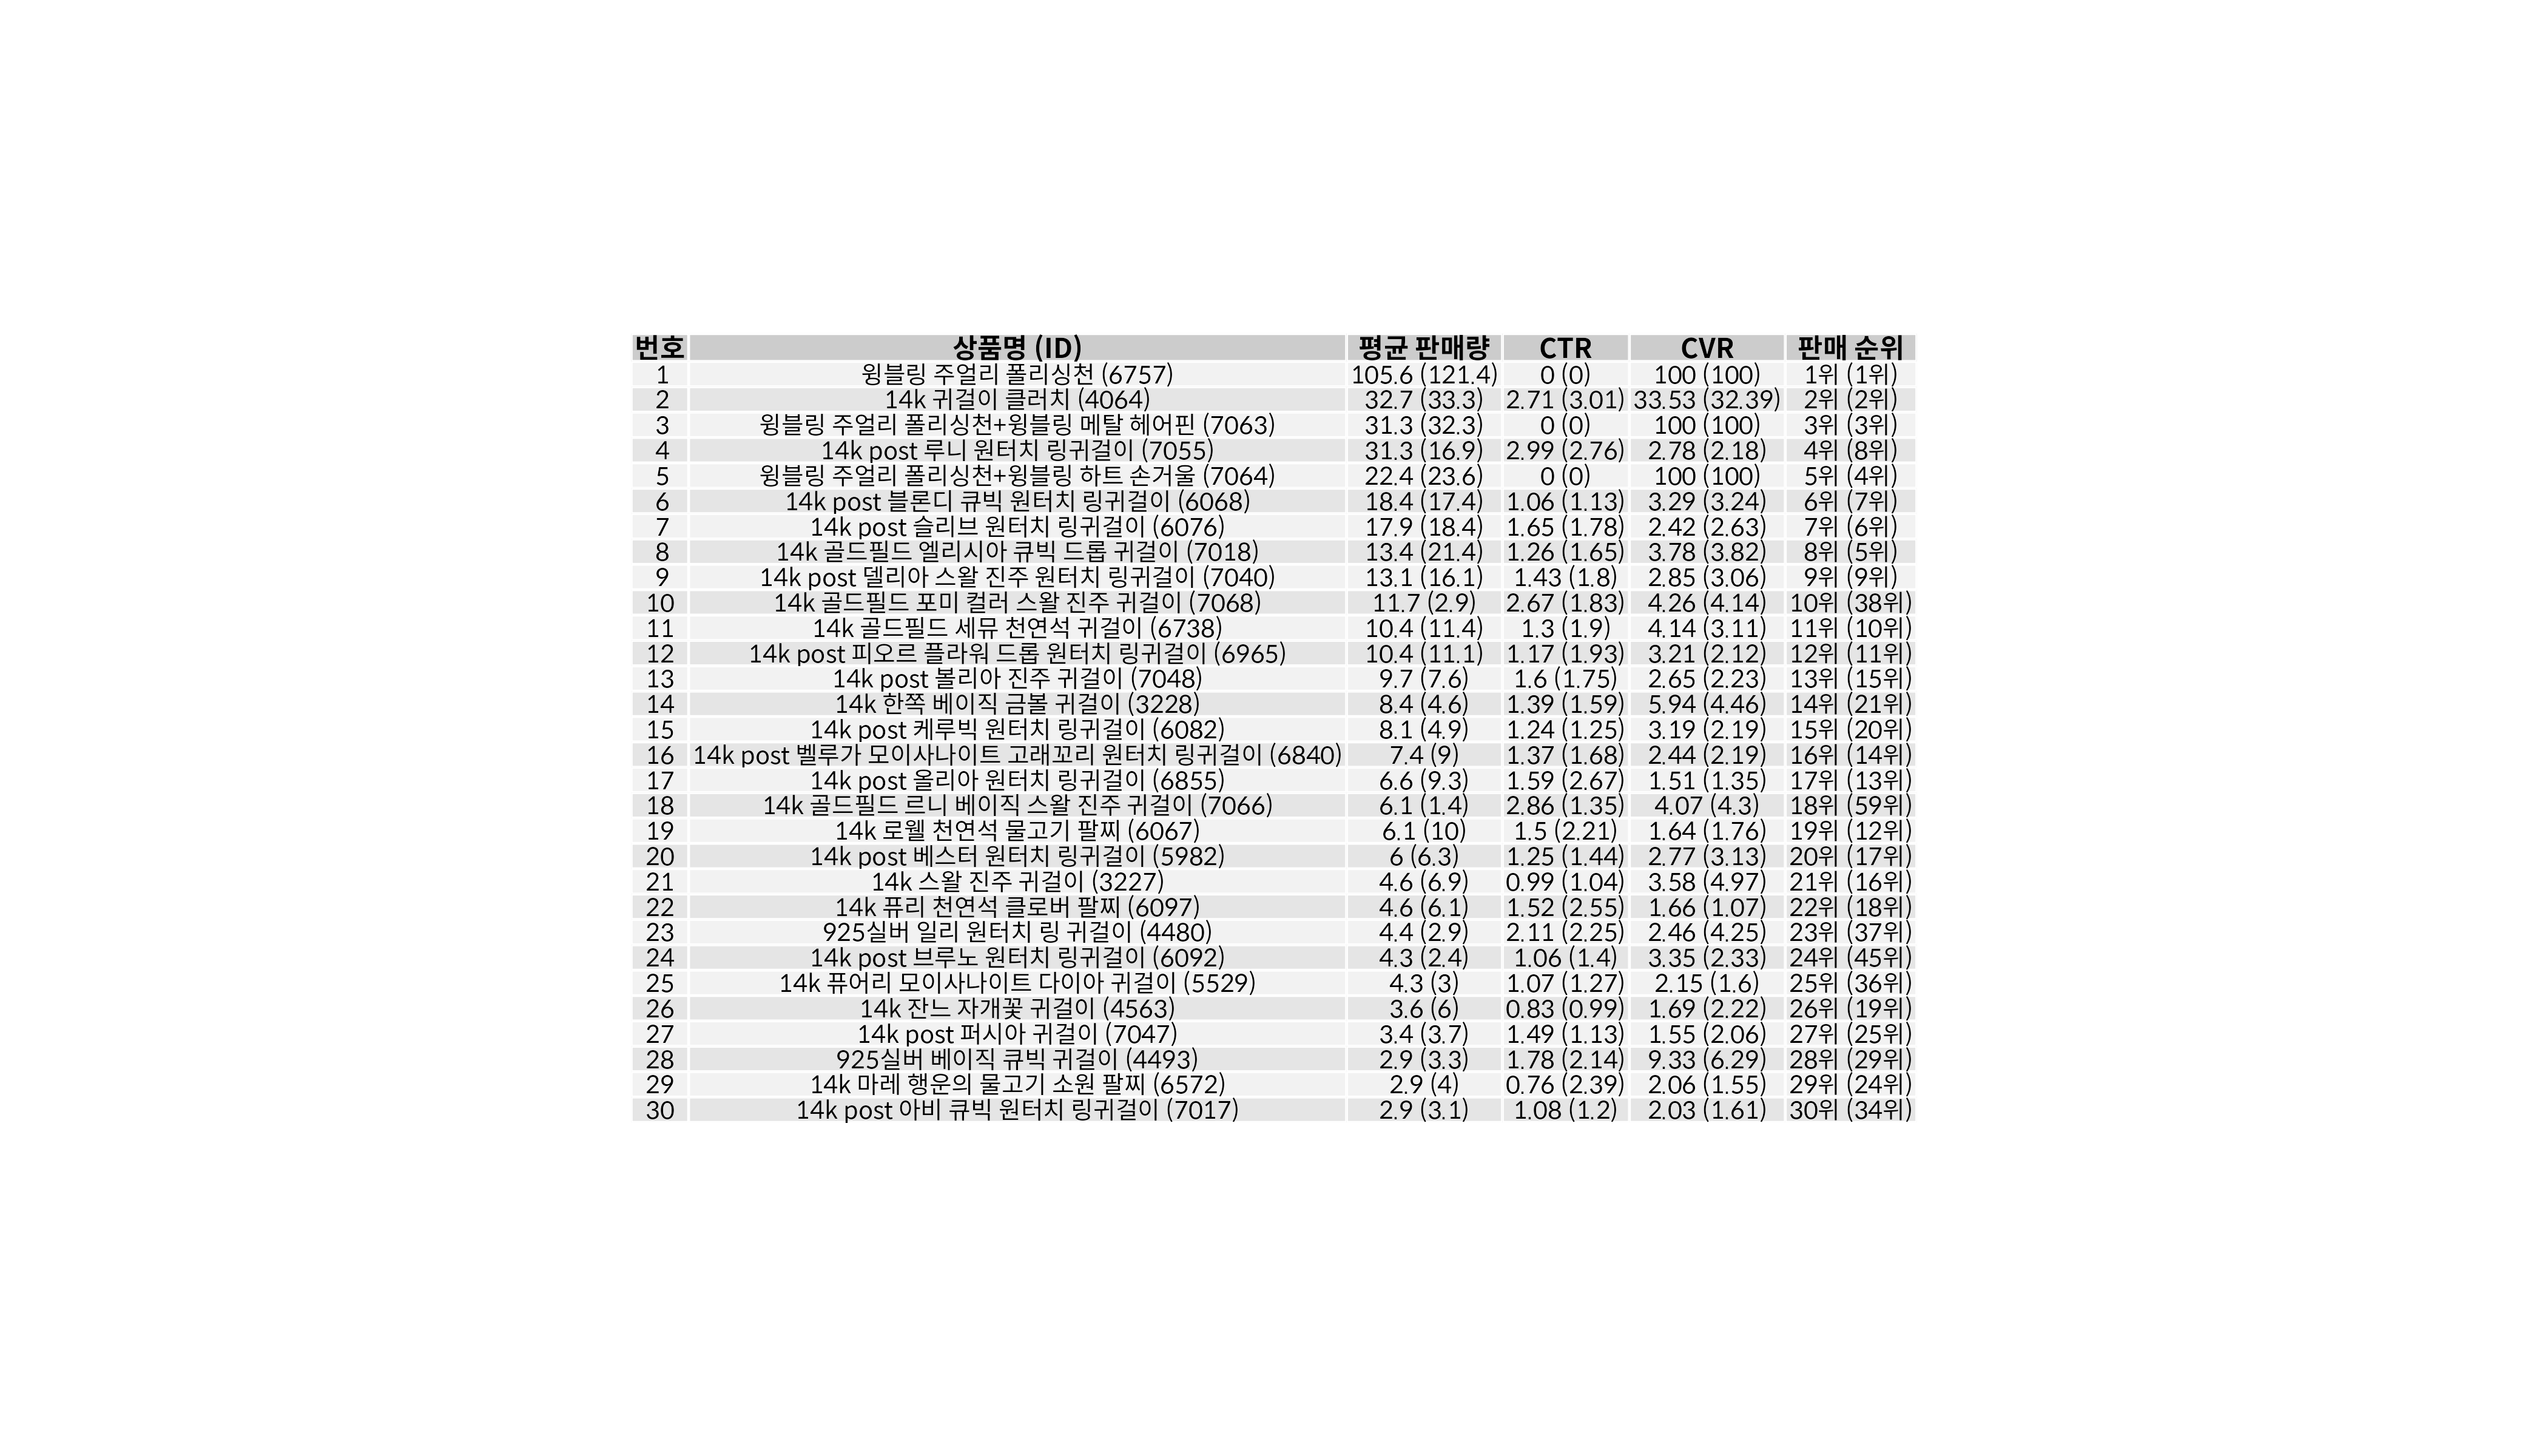 번호 상품명 (ID) 평균 판매량 CTR CVR 판매 순위
1 윙블링 주얼리 폴리싱천 (6757) 105.6 (121.4) 0 (0) 100 (100) 1위 (1위)
2 14k 귀걸이 클러치 (4064) 32.7 (33.3) 2.71 (3.01) 33.53 (32.39) 2위 (2위)
3 윙블링 주얼리 폴리싱천+윙블링 메탈 헤어핀 (7063) 31.3 (32.3) 0 (0) 100 (100) 3위 (3위)
4 14k post 루니 원터치 링귀걸이 (7055) 31.3 (16.9) 2.99 (2.76) 2.78 (2.18) 4위 (8위)
5 윙블링 주얼리 폴리싱천+윙블링 하트 손거울 (7064) 22.4 (23.6) 0 (0) 100 (100) 5위 (4위)
6 14k post 블론디 큐빅 원터치 링귀걸이 (6068) 18.4 (17.4) 1.06 (1.13) 3.29 (3.24) 6위 (7위)
7 14k post 슬리브 원터치 링귀걸이 (6076) 17.9 (18.4) 1.65 (1.78) 2.42 (2.63) 7위 (6위)
8 14k 골드필드 엘리시아 큐빅 드롭 귀걸이 (7018) 13.4 (21.4) 1.26 (1.65) 3.78 (3.82) 8위 (5위)
9 14k post 델리아 스왈 진주 원터치 링귀걸이 (7040) 13.1 (16.1) 1.43 (1.8) 2.85 (3.06) 9위 (9위)
10 14k 골드필드 포미 컬러 스왈 진주 귀걸이 (7068) 11.7 (2.9) 2.67 (1.83) 4.26 (4.14) 10위 (38위)
11 14k 골드필드 세뮤 천연석 귀걸이 (6738) 10.4 (11.4) 1.3 (1.9) 4.14 (3.11) 11위 (10위)
12 14k post 피오르 플라워 드롭 원터치 링귀걸이 (6965) 10.4 (11.1) 1.17 (1.93) 3.21 (2.12) 12위 (11위)
13 14k post 볼리아 진주 귀걸이 (7048) 9.7 (7.6) 1.6 (1.75) 2.65 (2.23) 13위 (15위)
14 14k 한쪽 베이직 금볼 귀걸이 (3228) 8.4 (4.6) 1.39 (1.59) 5.94 (4.46) 14위 (21위)
15 14k post 케루빅 원터치 링귀걸이 (6082) 8.1 (4.9) 1.24 (1.25) 3.19 (2.19) 15위 (20위)
16 14k post 벨루가 모이사나이트 고래꼬리 원터치 링귀걸이 (6840) 7.4 (9) 1.37 (1.68) 2.44 (2.19) 16위 (14위)
17 14k post 올리아 원터치 링귀걸이 (6855) 6.6 (9.3) 1.59 (2.67) 1.51 (1.35) 17위 (13위)
18 14k 골드필드 르니 베이직 스왈 진주 귀걸이 (7066) 6.1 (1.4) 2.86 (1.35) 4.07 (4.3) 18위 (59위)
19 14k 로웰 천연석 물고기 팔찌 (6067) 6.1 (10) 1.5 (2.21) 1.64 (1.76) 19위 (12위)
20 14k post 베스터 원터치 링귀걸이 (5982) 6 (6.3) 1.25 (1.44) 2.77 (3.13) 20위 (17위)
21 14k 스왈 진주 귀걸이 (3227) 4.6 (6.9) 0.99 (1.04) 3.58 (4.97) 21위 (16위)
22 14k 퓨리 천연석 클로버 팔찌 (6097) 4.6 (6.1) 1.52 (2.55) 1.66 (1.07) 22위 (18위)
23 925실버 일리 원터치 링 귀걸이 (4480) 4.4 (2.9) 2.11 (2.25) 2.46 (4.25) 23위 (37위)
24 14k post 브루노 원터치 링귀걸이 (6092) 4.3 (2.4) 1.06 (1.4) 3.35 (2.33) 24위 (45위)
25 14k 퓨어리 모이사나이트 다이아 귀걸이 (5529) 4.3 (3) 1.07 (1.27) 2.15 (1.6) 25위 (36위)
26 14k 잔느 자개꽃 귀걸이 (4563) 3.6 (6) 0.83 (0.99) 1.69 (2.22) 26위 (19위)
27 14k post 퍼시아 귀걸이 (7047) 3.4 (3.7) 1.49 (1.13) 1.55 (2.06) 27위 (25위)
28 925실버 베이직 큐빅 귀걸이 (4493) 2.9 (3.3) 1.78 (2.14) 9.33 (6.29) 28위 (29위)
29 14k 마레 행운의 물고기 소원 팔찌 (6572) 2.9 (4) 0.76 (2.39) 2.06 (1.55) 29위 (24위)
30 14k post 아비 큐빅 원터치 링귀걸이 (7017) 2.9 (3.1) 1.08 (1.2) 2.03 (1.61) 30위 (34위)